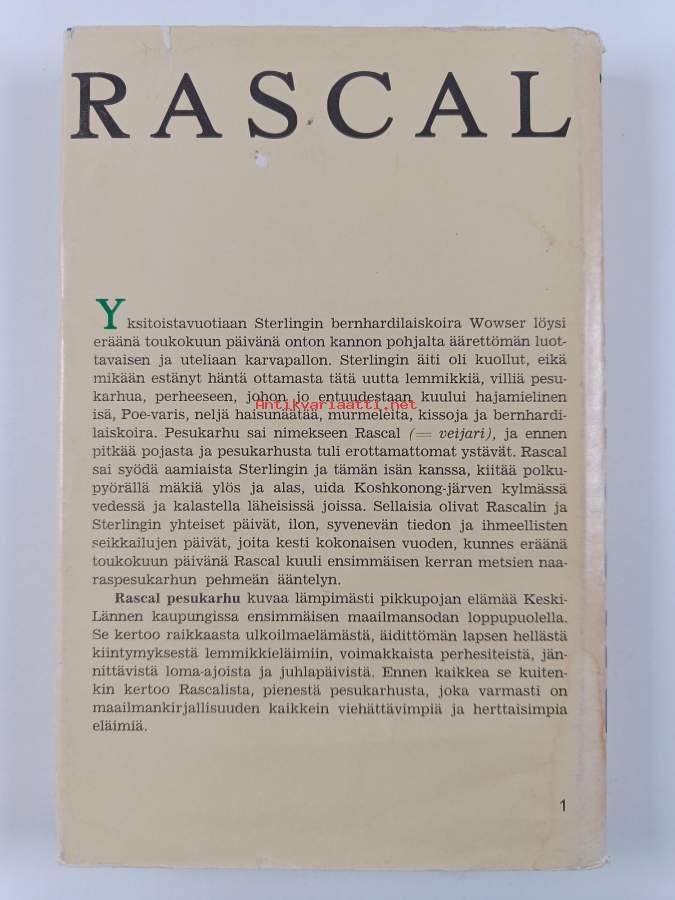 RASCAL
Yksitoistavuotiaan Sterlingin bernhardilaiskoira Wowser löysi
eräänä toukokuun päivänä onton kannon pohjalta äärettömän luot-
tavaisen ja uteliaan karvapallon. Sterlingin äiti oli kuollut, eikä
mikään estänyt häntä ottamasta tätä uutta lemmikkiä, villiä pesu-
karhua, perheeseen, johon jo entuudestaan kuului hajamielinen
Antikvariaatti.net
isä, Poe-varis, neljä haisunäätää, murmeleita, kissoja ja bernhardi-
laiskoira. Pesukarhu sai nimekseen Rascal (= veijari), ja ennen
pitkää pojasta ja pesukarhusta tuli erottamattomat ystävät. Rascal
sai syödä aamiaista Sterlingin ja tämän isän kanssa, kiitää polku-
pyörällä mäkiä ylös ja alas, uida Koshkonong-järven kylmässä
vedessä ja kalastella läheisissä joissa. Sellaisia olivat Rascalin ja
Sterlingin yhteiset päivät, ilon, syvenevän tiedon ja ihmeellisten
seikkailujen päivät, joita kesti kokonaisen vuoden, kunnes eräänä
toukokuun päivänä Rascal kuuli ensimmäisen kerran metsien naa-
raspesukarhun pehmeän ääntelyn.
Rascal pesukarhu kuvaa lämpimästi pikkupojan elämää Keski-
Lännen kaupungissa ensimmäisen maailmansodan loppupuolella.
Se kertoo raikkaasta ulkoilmaelämästä, äidittömän lapsen hellästä
kiintymyksestä lemmikkieläimiin, voimakkaista perhesiteistä, jän-
nittävistä loma-ajoista ja juhlapäivistä. Ennen kaikkea se kuiten-
kin kertoo Rascalista, pienestä pesukarhusta, joka varmasti on
maailmankirjallisuuden kaikkein viehättävimpiä ja herttaisimpia
eläimiä.
1